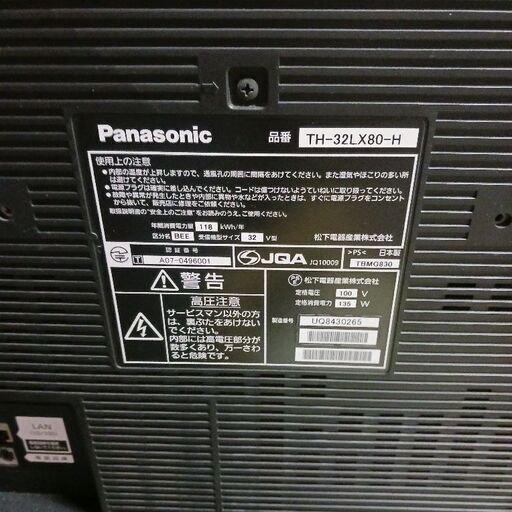 Panasonic 品番 TH-32LX80-H
使用上の注意
●内部の温度が上昇しますので、通風孔の周囲に間隔をあけてください。また湿気やほこりの多い所
は避けてください。
●電源プラグは確実に差し込んでください。コードは傷つけないようていねいに取扱ってください。
●故障や異常が発生したときや内部に異物や水などが入ったときは、すぐに電源プラグをコンセント
から抜いて、販売店に修理をご依頼ください。
取扱説明書の"安全上のご注意"をお読みのうえ、ご使用ください。
年間消費電力量 118 kWh/年
区分名 BEE 受信機型サイズ 32 V型 松下電器産業株式会社
認証番号
T A07-0496001
JQA JQ10009
>PS< 日本製
TBMG830
警告
高圧注意
サービスマン以外の方
は、裏ぶたをあけない
でください。
内部には高電圧部分が
数多くあり、万一さわ
ると危険です。
松下電器産業株式会社
定格電圧 100 V
定格消費電力 135 W
製造番号 UQ8430265
LAN